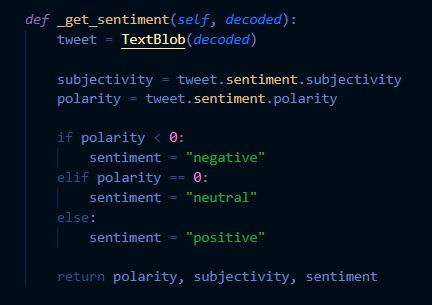 def _get_sentiment(self, decoded):
    tweet = TextBlob(decoded)

    subjectivity = tweet.sentiment.subjectivity
    polarity = tweet.sentiment.polarity

    if polarity < 0:
        sentiment = "negative"
    elif polarity == 0:
        sentiment = "neutral"
    else:
        sentiment = "positive"

    return polarity, subjectivity, sentiment